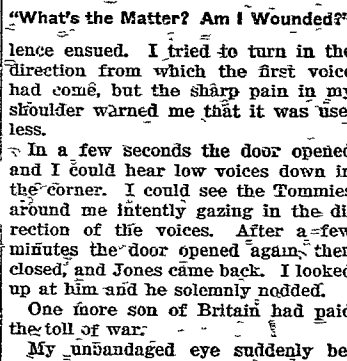 "What's the Matter? Am I Wounded?"
lence ensued. I tried to turn in the
direction from which the first voice
had come, but the sharp pain in my
shoulder warned me that it was use
less.
In a few seconds the door opened
and I could hear low voices down in
the corner. I could see the Tommies
around me intently gazing in the di
rection of the voices. After a few
minutes the door opened again, then
closed, and Jones came back. I looked
up at him and he solemnly nodded.
One more son of Britain had paid
the toll of war.
My unbandaged eye suddenly be